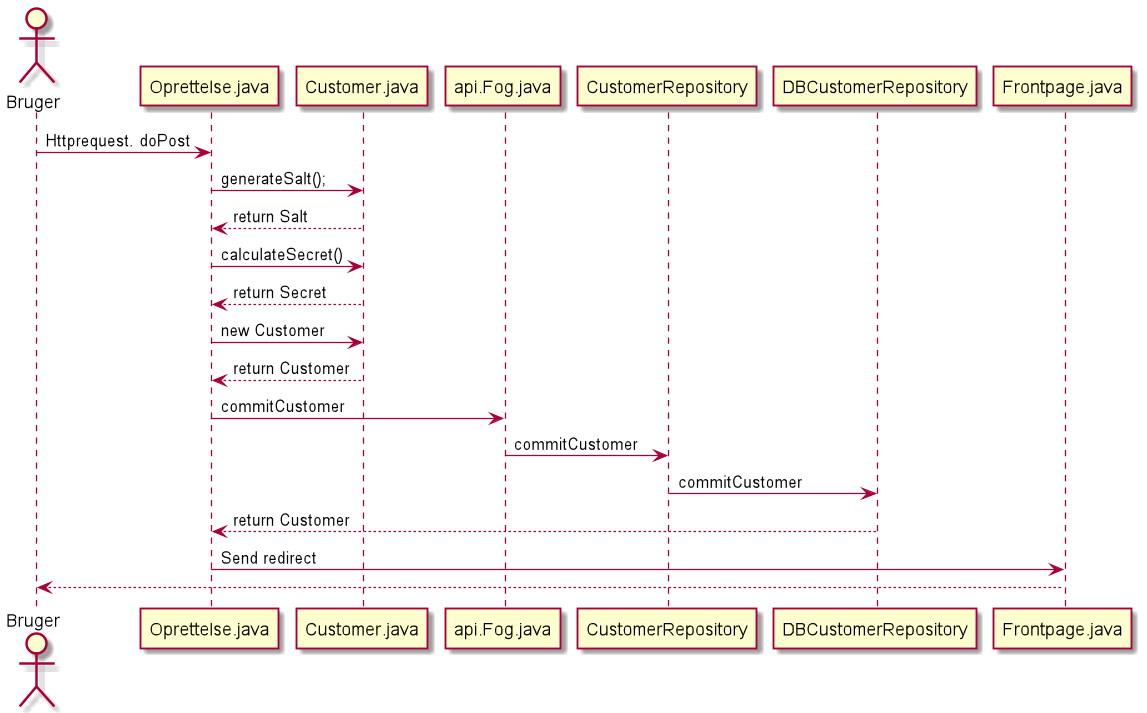 Bruger
Oprettelse.java
Customer.java
api.Fog.java
CustomerRepository
DBCustomerRepository
Frontpage.java
Httprequest. doPost
generateSalt();
return Salt
calculateSecret()
return Secret
new Customer
return Customer
commitCustomer
commitCustomer
commitCustomer
return Customer
Send redirect
Bruger
Oprettelse.java
Customer.java
api.Fog.java
CustomerRepository
DBCustomerRepository
Frontpage.java